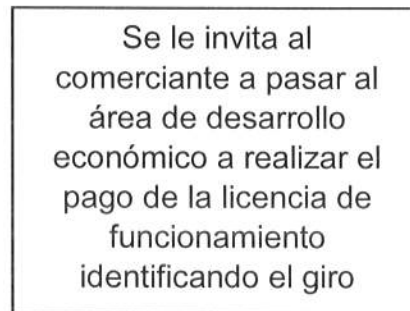 Se le invita al
comerciante a pasar al
área de desarrollo
económico a realizar el
pago de la licencia de
funcionamiento
identificando el giro